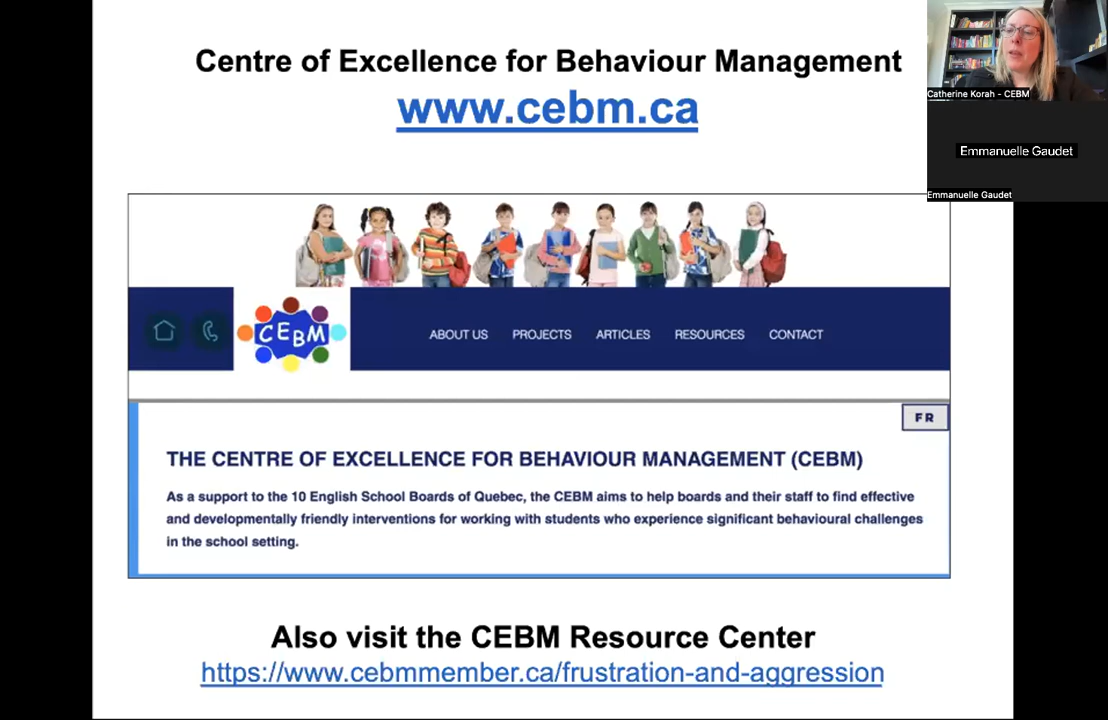 Centre of Excellence for Behaviour Management
www.cebm.ca
Catherine Korah - CEBM
Emmanuelle Gaudet
Emmanuelle Gaudet
CEBM
ABOUT US PROJECTS ARTICLES RESOURCES CONTACT
FR
THE CENTRE OF EXCELLENCE FOR BEHAVIOUR MANAGEMENT (CEBM)
As a support to the 10 English School Boards of Quebec, the CEBM aims to help boards and their staff to find effective
and developmentally friendly interventions for working with students who experience significant behavioural challenges
in the school setting.
Also visit the CEBM Resource Center
https://www.cebmmember.ca/frustration-and-aggression